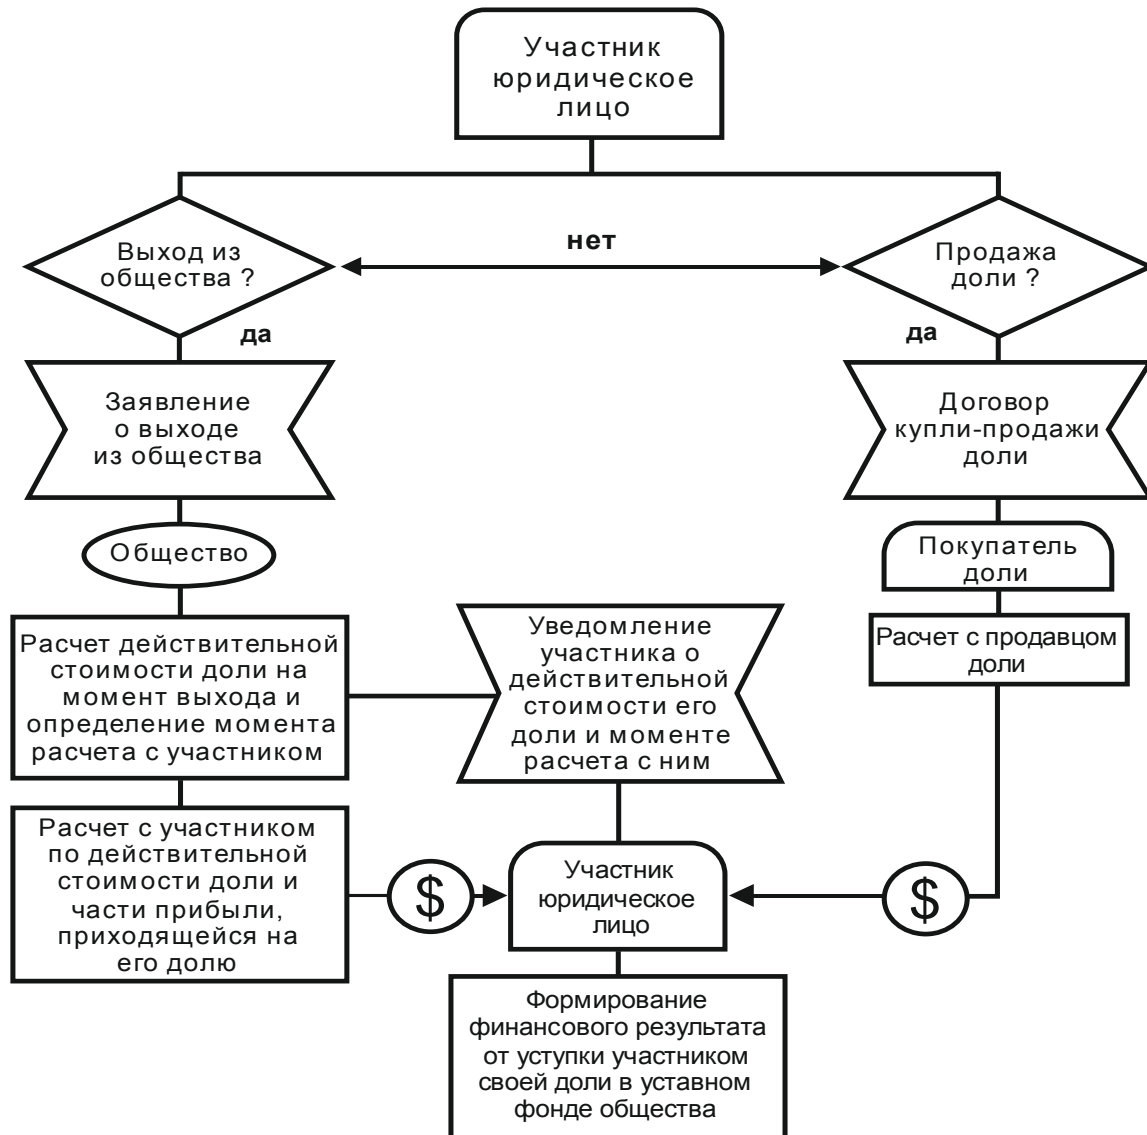 Участник
юридическое
лицо
Выход из
общества ?
нет
Продажа
доли ?
да
да
Заявление
о выходе
из общества
Договор
купли-продажи
доли
Общество
Покупатель
доли
Расчет действительной
стоимости доли на
момент выхода и
определение момента
расчета с участником
Уведомление
участника о
действительной
стоимости его
доли и моменте
расчета с ним
Расчет с продавцом
доли
Расчет с участником
по действительной
стоимости доли и
части прибыли,
приходящейся на
его долю
$
Участник
юридическое
лицо
$
Формирование
финансового результата
от уступки участником
своей доли в уставном
фонде общества